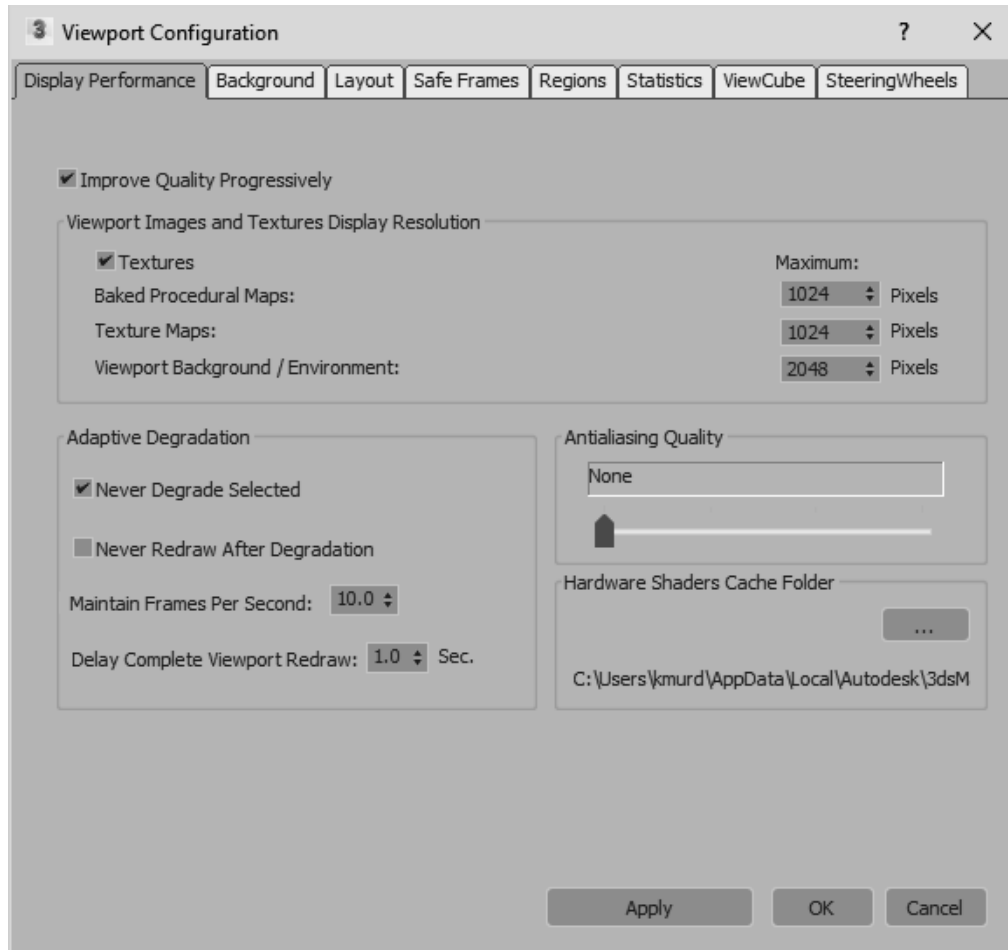 3 Viewport Configuration ?
Display Performance Background Layout Safe Frames Regions Statistics ViewCube SteeringWheels
Improve Quality Progressively
Viewport Images and Textures Display Resolution
Textures Maximum:
Baked Procedural Maps: 1024 Pixels
Texture Maps: 1024 Pixels
Viewport Background / Environment: 2048 Pixels
Adaptive Degradation
Never Degrade Selected
Never Redraw After Degradation
Maintain Frames Per Second: 10.0
Delay Complete Viewport Redraw: 1.0 Sec.
Antialiasing Quality
None
Hardware Shaders Cache Folder
...
C:\Users\kmurd\AppData\Local\Autodesk\3dsM
Apply OK Cancel